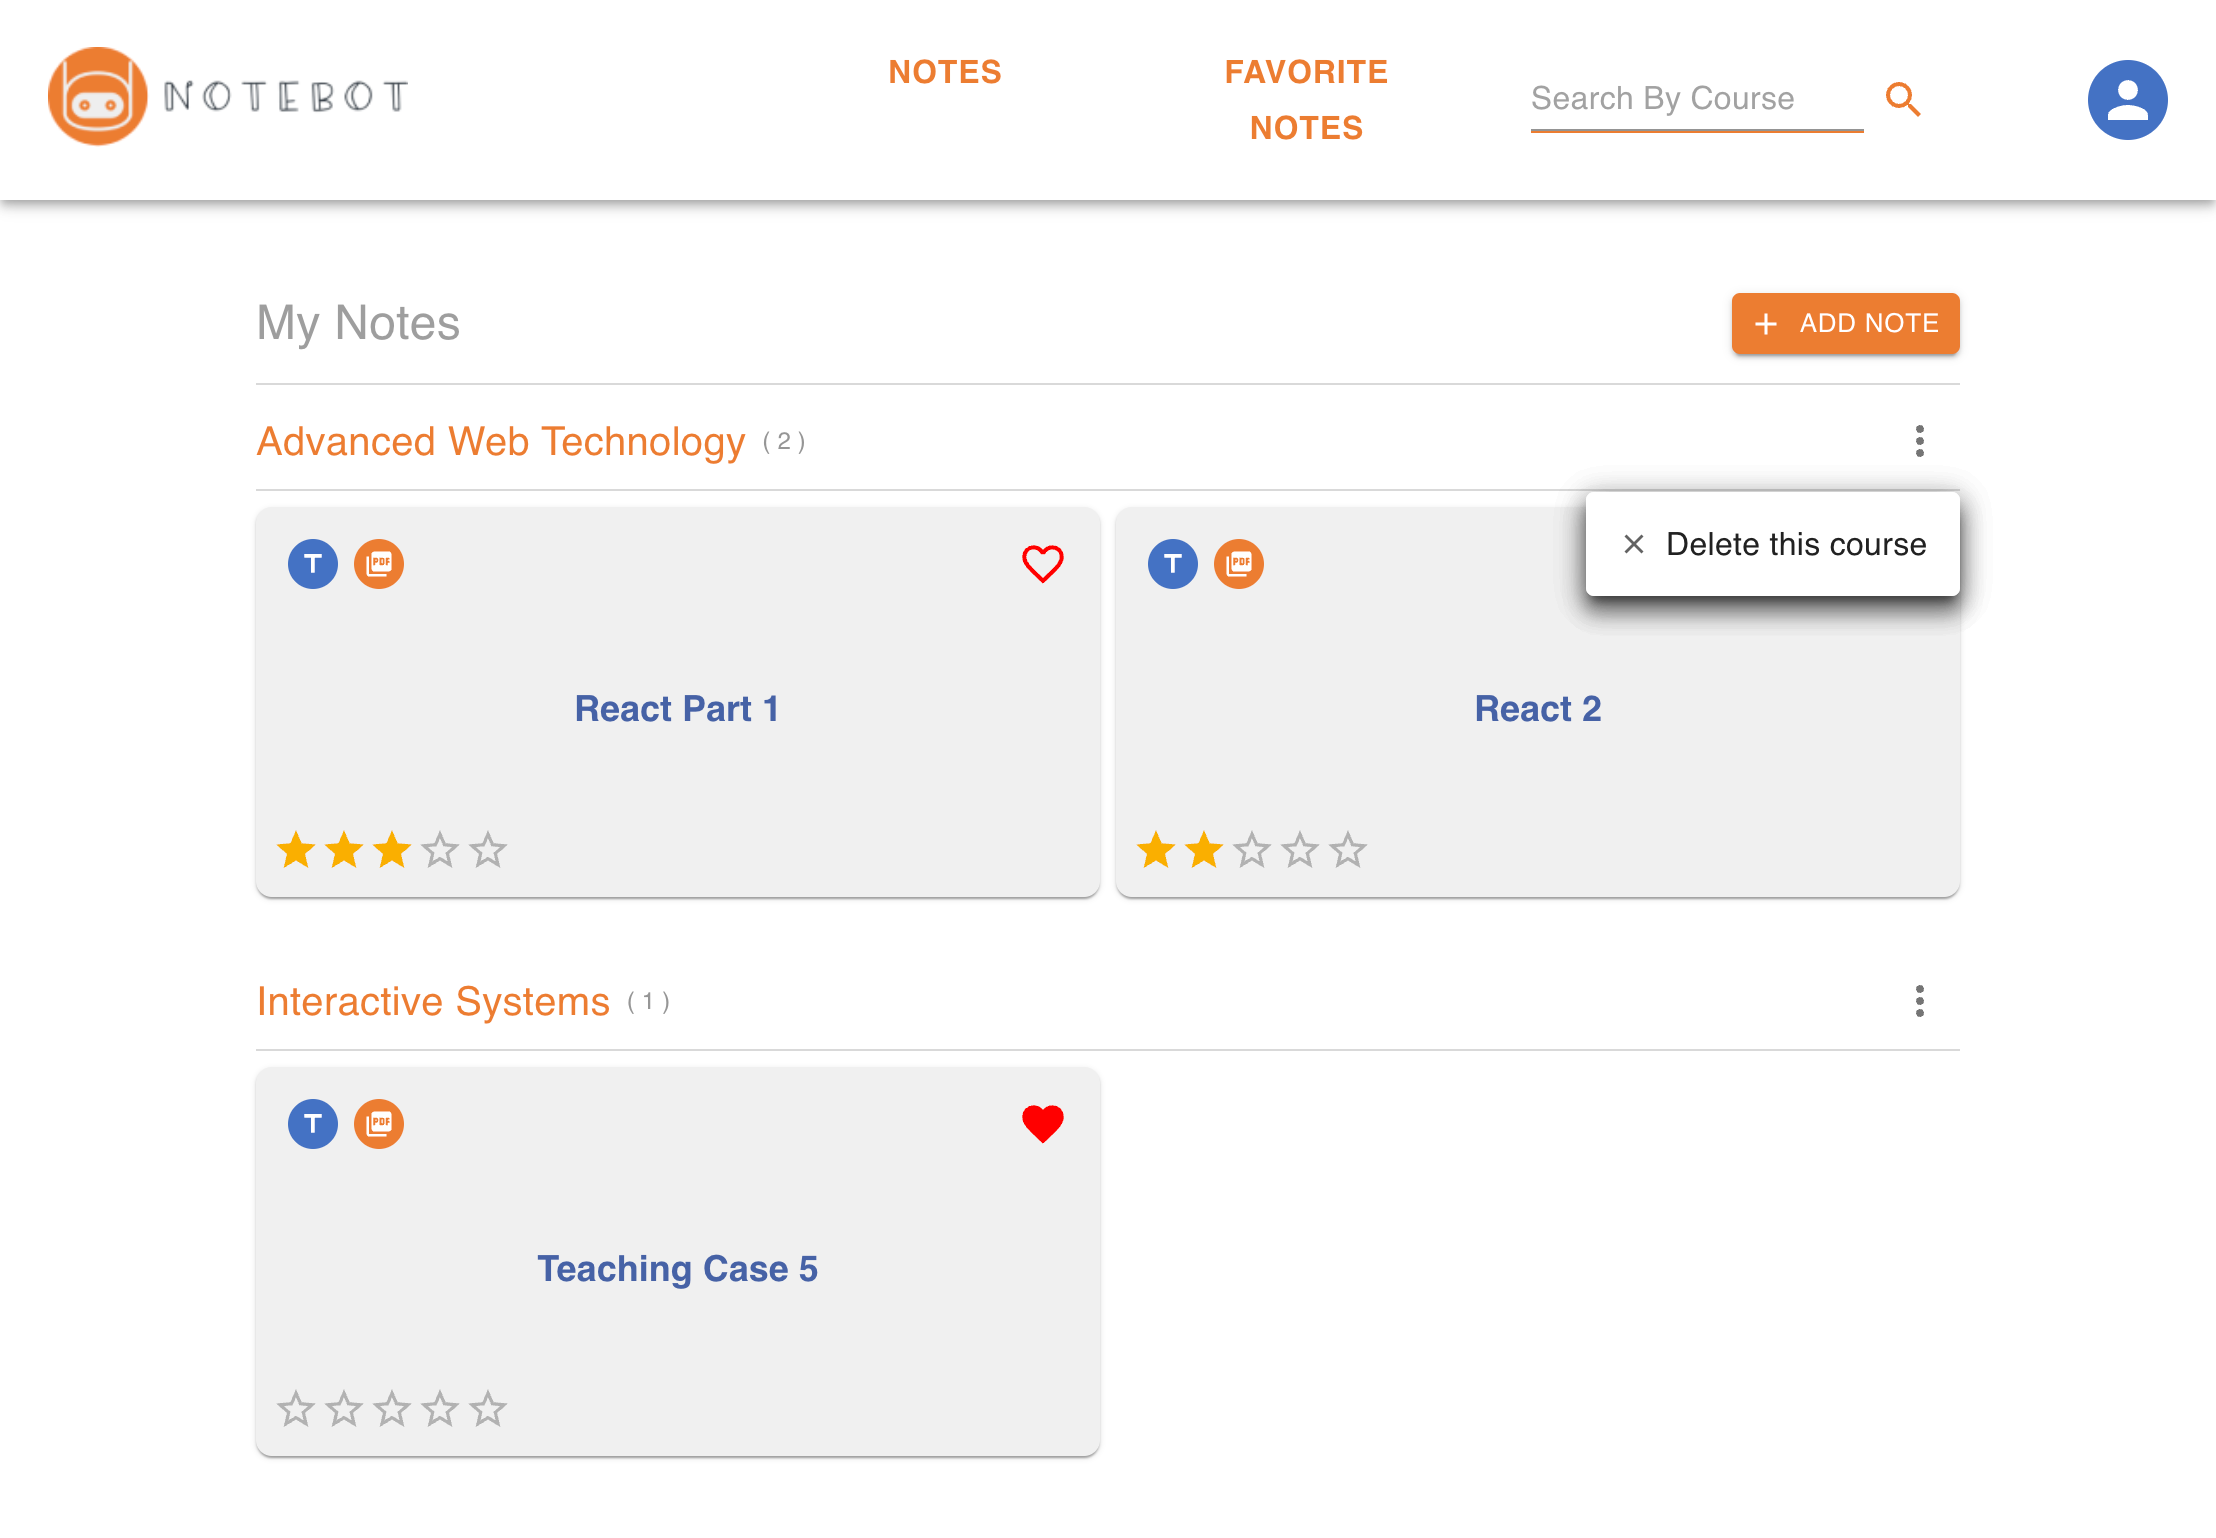 NOTEBOT
NOTES
FAVORITE
NOTES
Search By Course
My Notes
+ ADD NOTE
Advanced Web Technology (2)
× Delete this course
T PDF
T PDF
React Part 1
React 2
Interactive Systems (1)
T PDF
Teaching Case 5